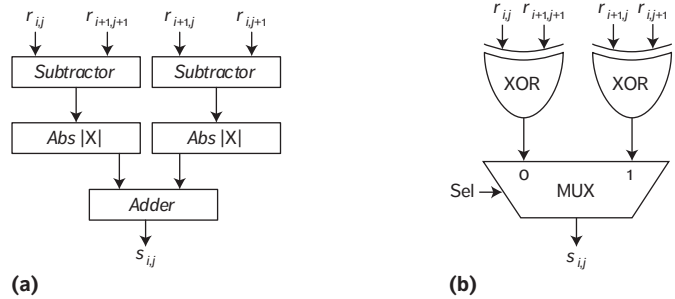 r i,j r i+1,j+1 r i+1,j r i,j+1
Subtractor Subtractor
Abs |X| Abs |X|
Adder
s i,j
(a)
r i,j r i+1,j+1 r i+1,j r i,j+1
XOR XOR
0 1
Sel MUX
s i,j
(b)